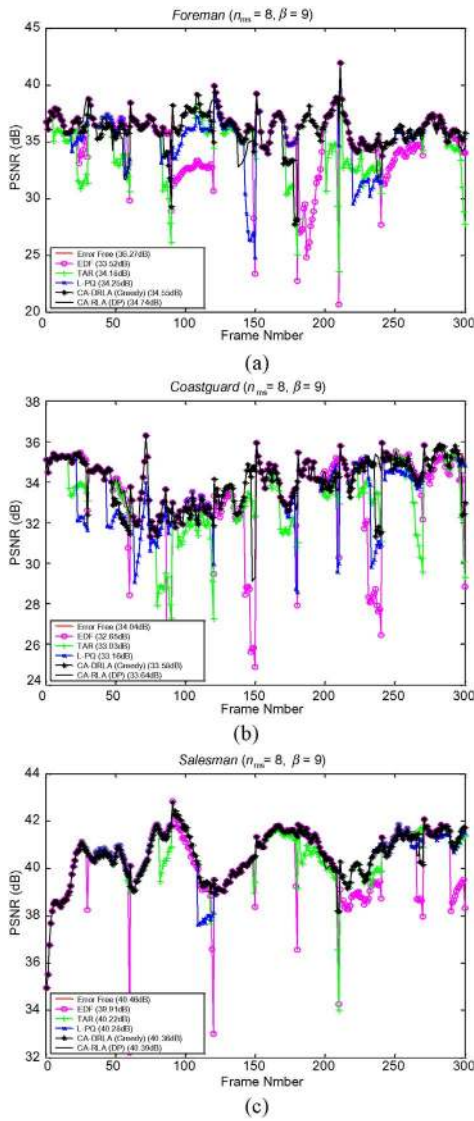 Foreman (nms = 8, β = 9)
45
40
35
30
25
20
PSNR (dB)
Error Free (36.27dB)
EDF (33.52dB)
TAR (34.16dB)
L-PQ (34.25dB)
CA-DRLA (Greedy) (34.55dB)
CA-RLA (DP) (34.74dB)
0 50 100 150 200 250 300
Frame Nmber
(a)
Coastguard (nms = 8, β = 9)
38
36
34
32
30
28
26
24
PSNR (dB)
Error Free (34.04dB)
EDF (32.65dB)
TAR (33.03dB)
L-PQ (33.16dB)
CA-DRLA (Greedy) (33.56dB)
CA-RLA (DP) (33.64dB)
0 50 100 150 200 250 300
Frame Nmber
(b)
Salesman (nms = 8, β = 9)
44
42
40
38
36
34
32
PSNR (dB)
Error Free (40.46dB)
EDF (39.91dB)
TAR (40.22dB)
L-PQ (40.28dB)
CA-DRLA (Greedy) (40.36dB)
CA-RLA (DP) (40.39dB)
0 50 100 150 200 250 300
Frame Nmber
(c)